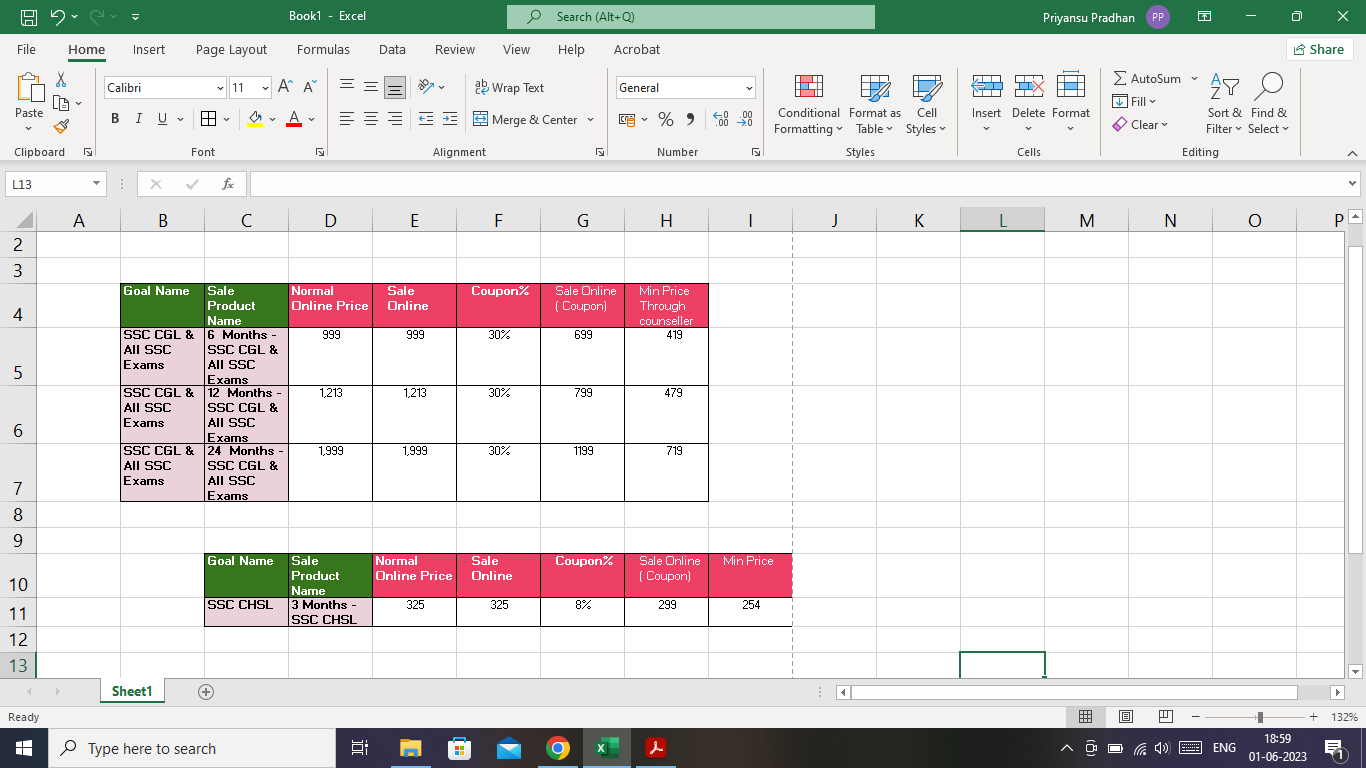 Book1 - Excel
Search (Alt+Q)
Priyansu Pradhan
PP
File Home Insert Page Layout Formulas Data Review View Help Acrobat
Share
Paste
Calibri 11
Wrap Text
General
B I U
Merge & Center
Conditional Formatting
Format as Table
Cell Styles
Insert Delete Format
AutoSum
Fill
Clear
Sort & Filter
Find & Select
Clipboard Font Alignment Number Styles Cells Editing
L13
fx
A B C D E F G H I J K L M N O P
2
3
4
Goal Name
Sale
Product
Name
Normal
Online Price
Sale
Online
Coupon%
Sale Online
( Coupon)
Min Price
Through
counseller
5
SSC CGL &
All SSC
Exams
6 Months -
SSC CGL &
All SSC
Exams
999 999 30% 699 419
6
SSC CGL &
All SSC
Exams
12 Months -
SSC CGL &
All SSC
Exams
1,213 1,213 30% 799 479
7
SSC CGL &
All SSC
Exams
24 Months -
SSC CGL &
All SSC
Exams
1,999 1,999 30% 1199 719
8
9
10
Goal Name
Sale
Product
Name
Normal
Online Price
Sale
Online
Coupon%
Sale Online
( Coupon)
Min Price
11
SSC CHSL
3 Months -
SSC CHSL
325 325 8% 299 254
12
13
Sheet1
Ready
132%
Type here to search
ENG
18:59
01-06-2023
1